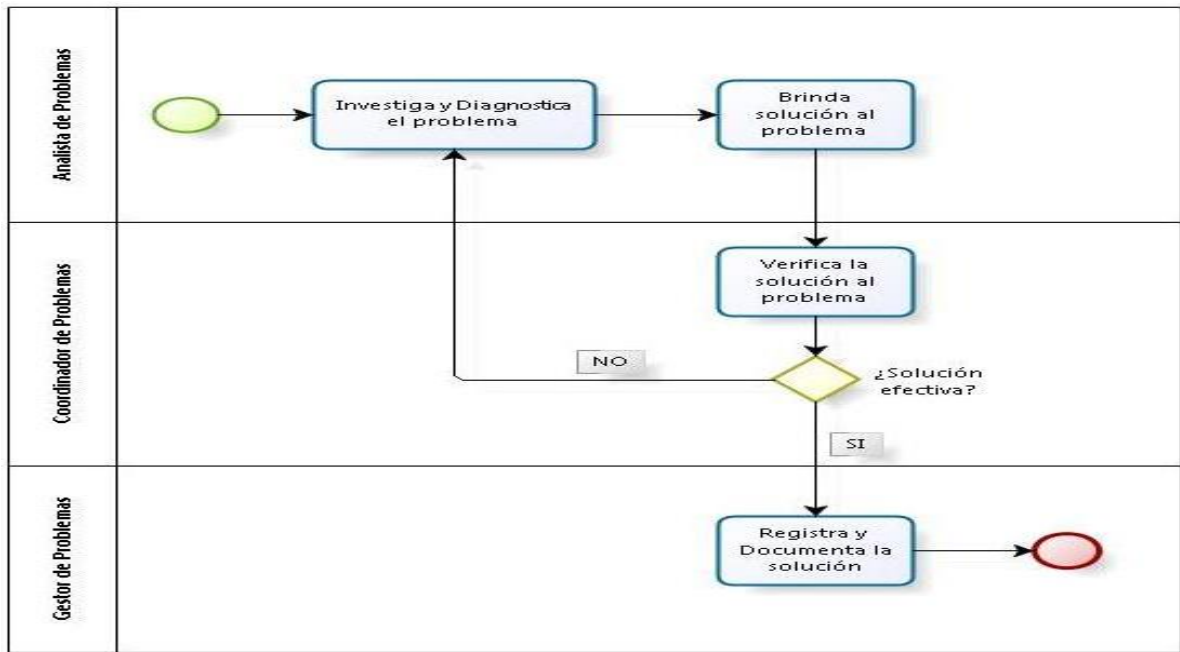 Analista de Problemas
Investiga y Diagnostica
el problema
Brinda
solución al
problema
Coordinador de Problemas
Verifica la
solución al
problema
NO
¿Solución
efectiva?
SI
Gestor de Problemas
Registra y
Documenta la
solución